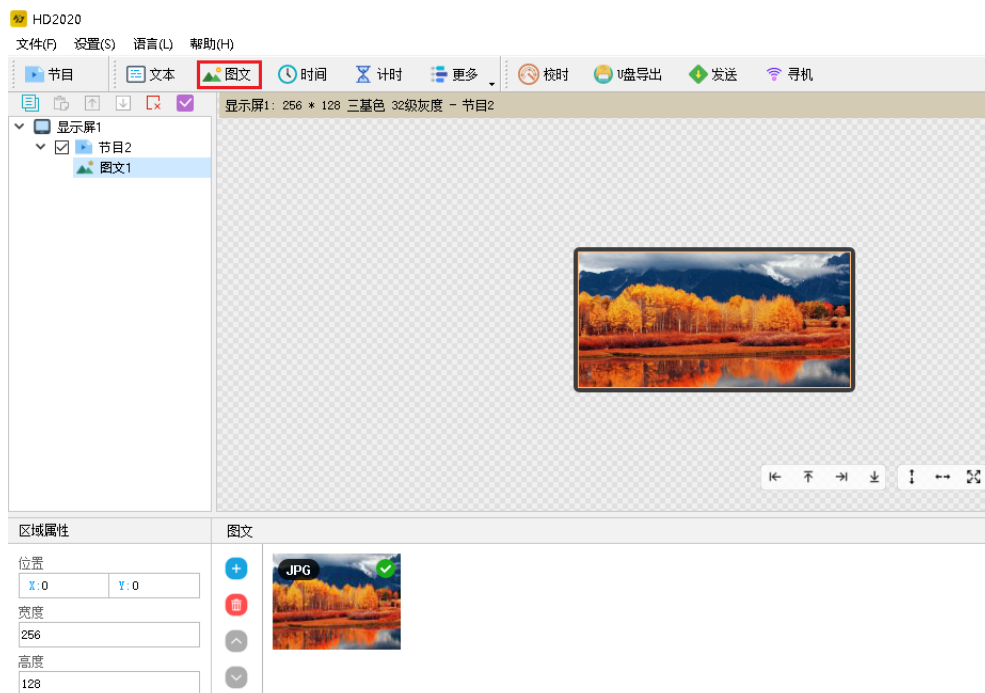 HD2020
文件(F) 设置(S) 语言(L) 帮助(H)
节目 文本 图文 时间 计时 更多 校时 U盘导出 发送 寻机
显示屏1: 256 * 128 三基色 32级灰度 - 节目2
显示屏1
节目2
图文1
区域属性 图文
位置
X:0 Y:0
宽度
256
高度
128
JPG